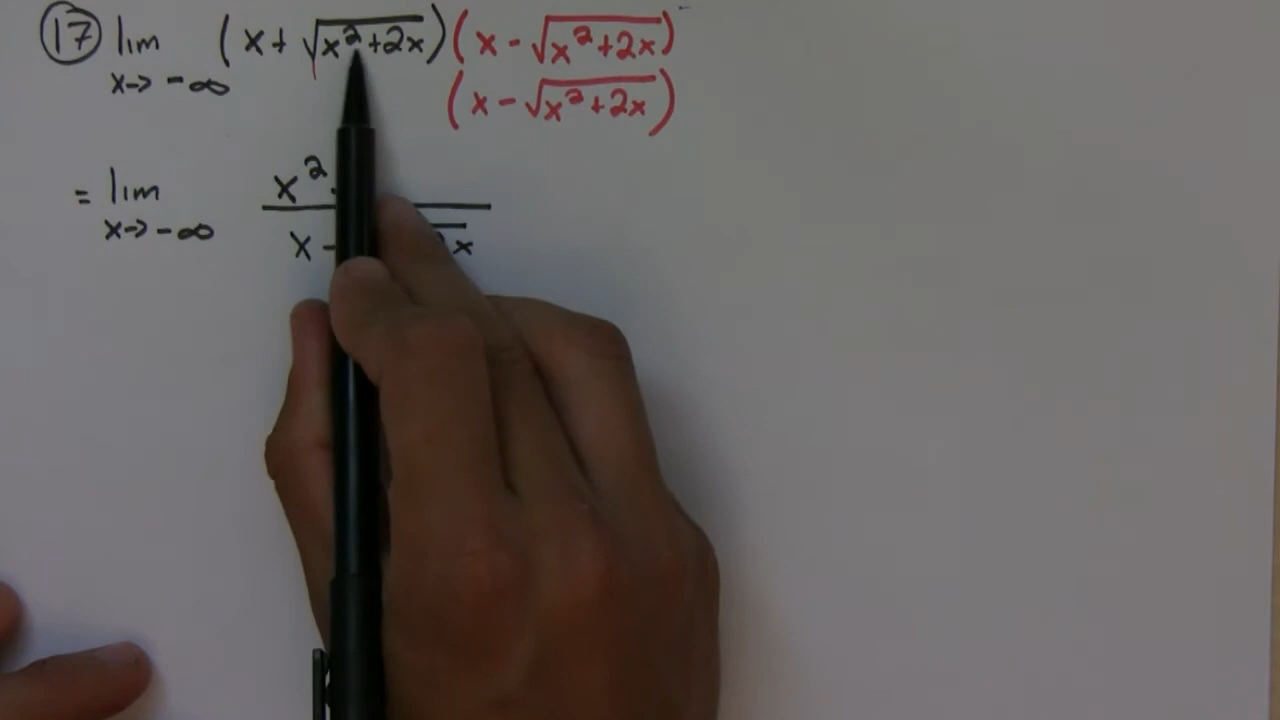 17 lim (x + √x²+2x) (x - √x²+2x)
x→ -∞ (x - √x²+2x)
= lim x²
x→ -∞ x - x